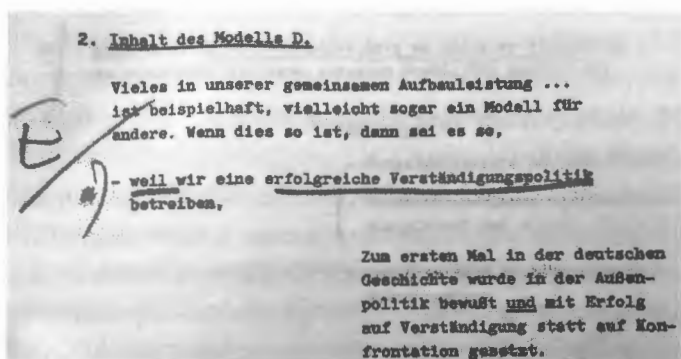 2. Inhalt des Modells D.
Vieles in unserer gemeinsamen Aufbauleistung ...
ist beispielhaft, vielleicht sogar ein Modell für
andere. Wenn dies so ist, dann sei es so,
- weil wir eine erfolgreiche Verständigungspolitik
betreiben,
Zum ersten Mal in der deutschen
Geschichte wurde in der Außen-
politik bewußt und mit Erfolg
auf Verständigung statt auf Kon-
frontation gesetzt.